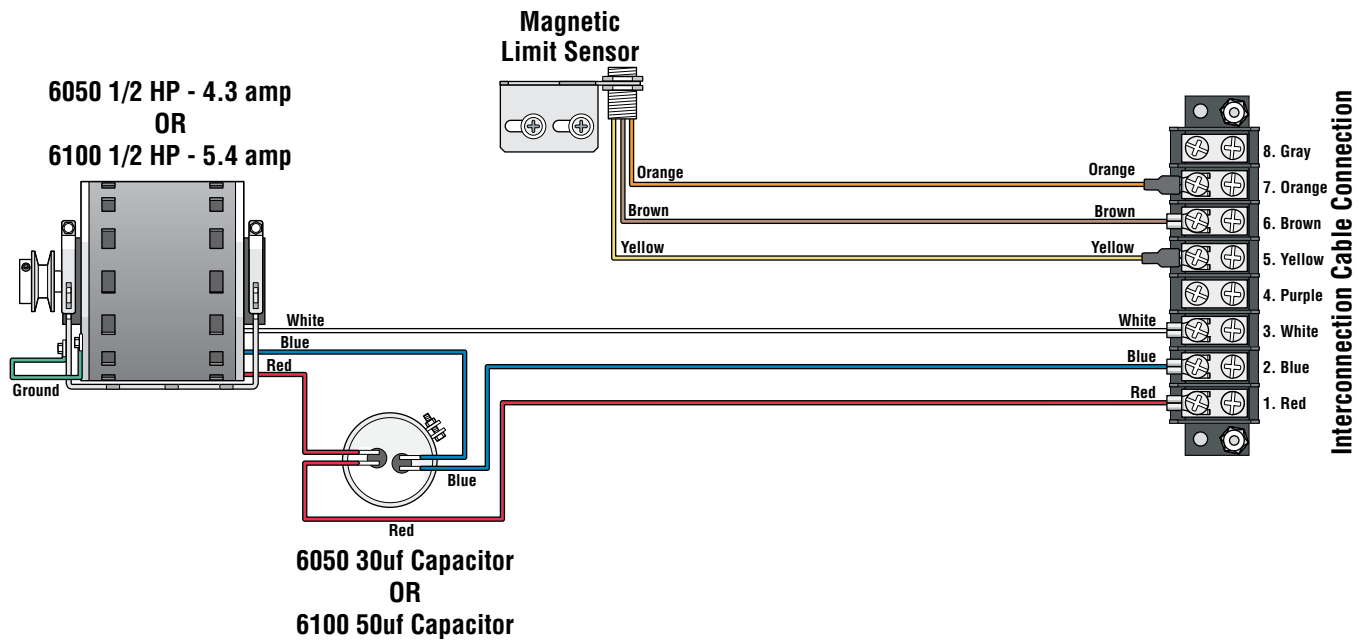 Magnetic
Limit Sensor
6050 1/2 HP - 4.3 amp
OR
6100 1/2 HP - 5.4 amp
Orange
Orange
Brown
Brown
Yellow
Yellow
White
White
Blue
Blue
Red
Red
Ground
Blue
Red
8. Gray
7. Orange
6. Brown
5. Yellow
4. Purple
3. White
2. Blue
1. Red
Interconnection Cable Connection
6050 30uf Capacitor
OR
6100 50uf Capacitor